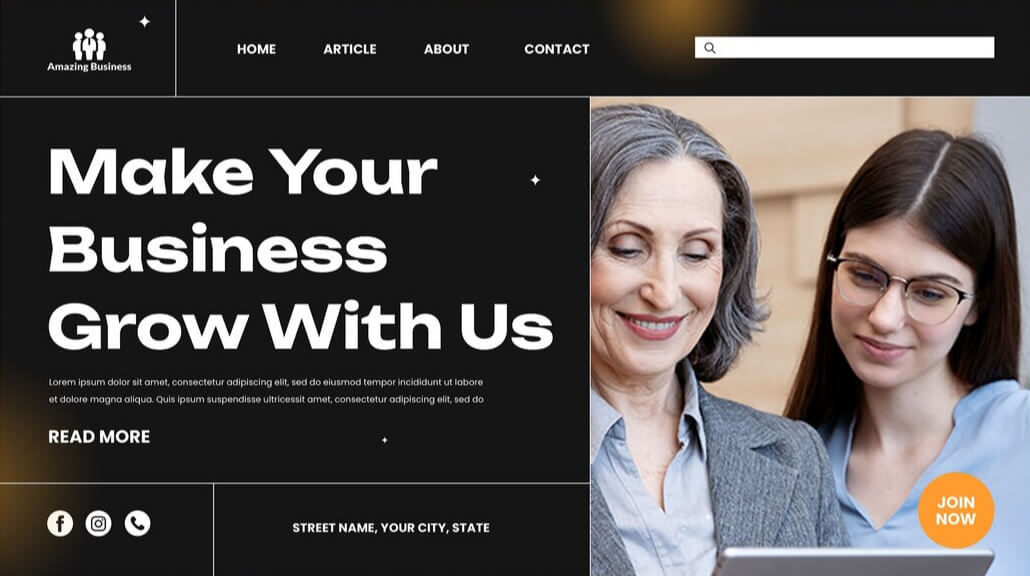 Amazing Business
HOME
ARTICLE
ABOUT
CONTACT
Make Your
Business
Grow With Us
Lorem ipsum dolor sit amet, consectetur adipiscing elit, sed do eiusmod tempor incididunt ut labore
et dolore magna aliqua. Quis ipsum suspendisse ultricessit amet, consectetur adipiscing elit, sed do
READ MORE
STREET NAME, YOUR CITY, STATE
JOIN
NOW